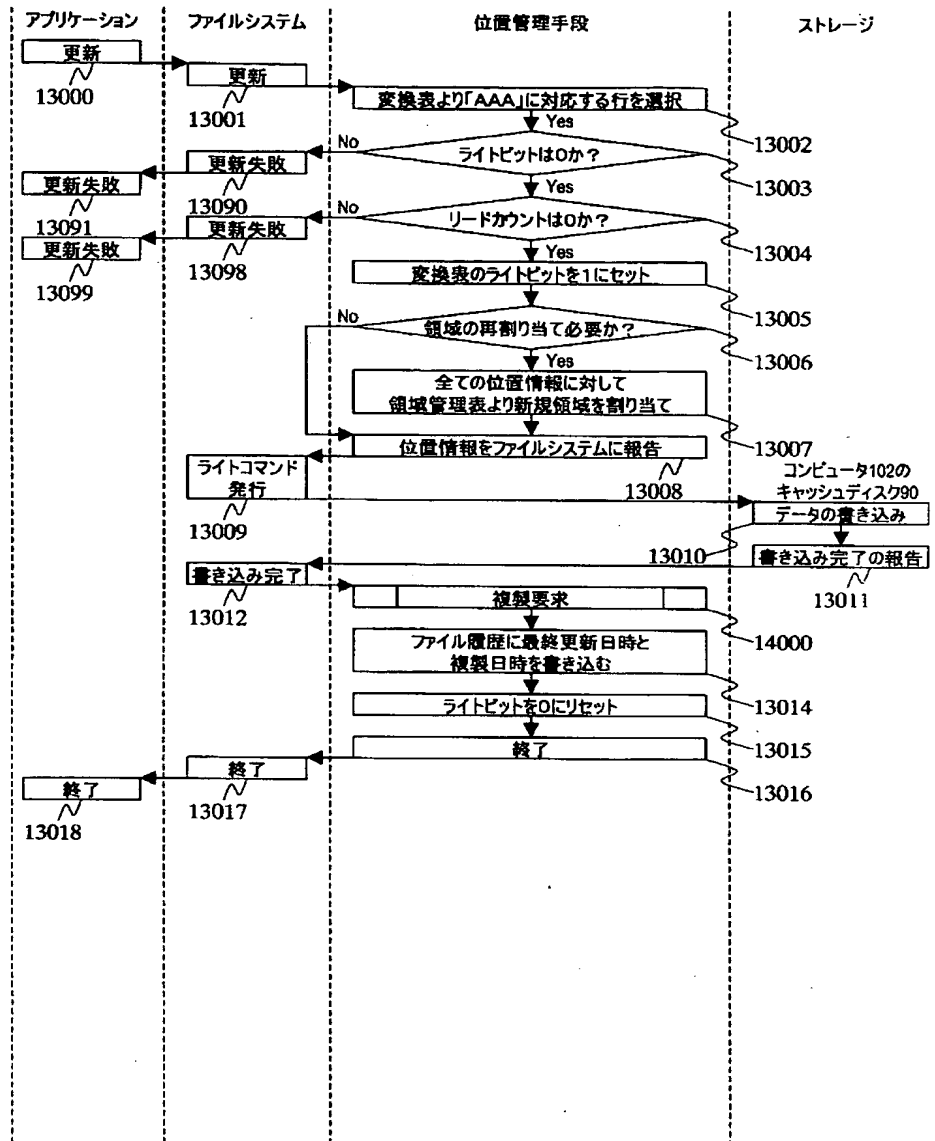 アプリケーション
ファイルシステム
位置管理手段
ストレージ
更新
13000
更新
13001
変換表より「AAA」に対応する行を選択
13002
Yes
ライトビットは0か?
13003
No
更新失敗
13090
更新失敗
13091
Yes
リードカウントは0か?
13004
No
更新失敗
13098
更新失敗
13099
Yes
変換表のライトビットを1にセット
13005
領域の再割り当て必要か?
13006
No
Yes
全ての位置情報に対して
領域管理表より新規領域を割り当て
13007
位置情報をファイルシステムに報告
13008
ライトコマンド
発行
13009
コンピュータ102の
キャッシュディスク90
データの書き込み
13010
書き込み完了の報告
13011
書き込み完了
13012
複製要求
14000
ファイル履歴に最終更新日時と
複製日時を書き込む
13014
ライトビットを0にリセット
13015
終了
13016
終了
13017
終了
13018